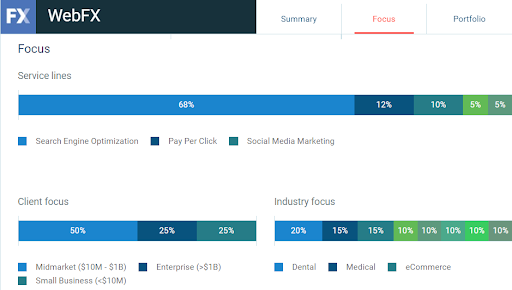 FX WebFX Summary Focus Portfolio
Focus
Service lines
68% 12% 10% 5% 5%
Search Engine Optimization Pay Per Click Social Media Marketing
Client focus Industry focus
50% 25% 25% 20% 15% 15% 10% 10% 10% 10% 10%
Midmarket ($10M - $1B) Enterprise (>$1B) Dental Medical eCommerce
Small Business (<$10M)